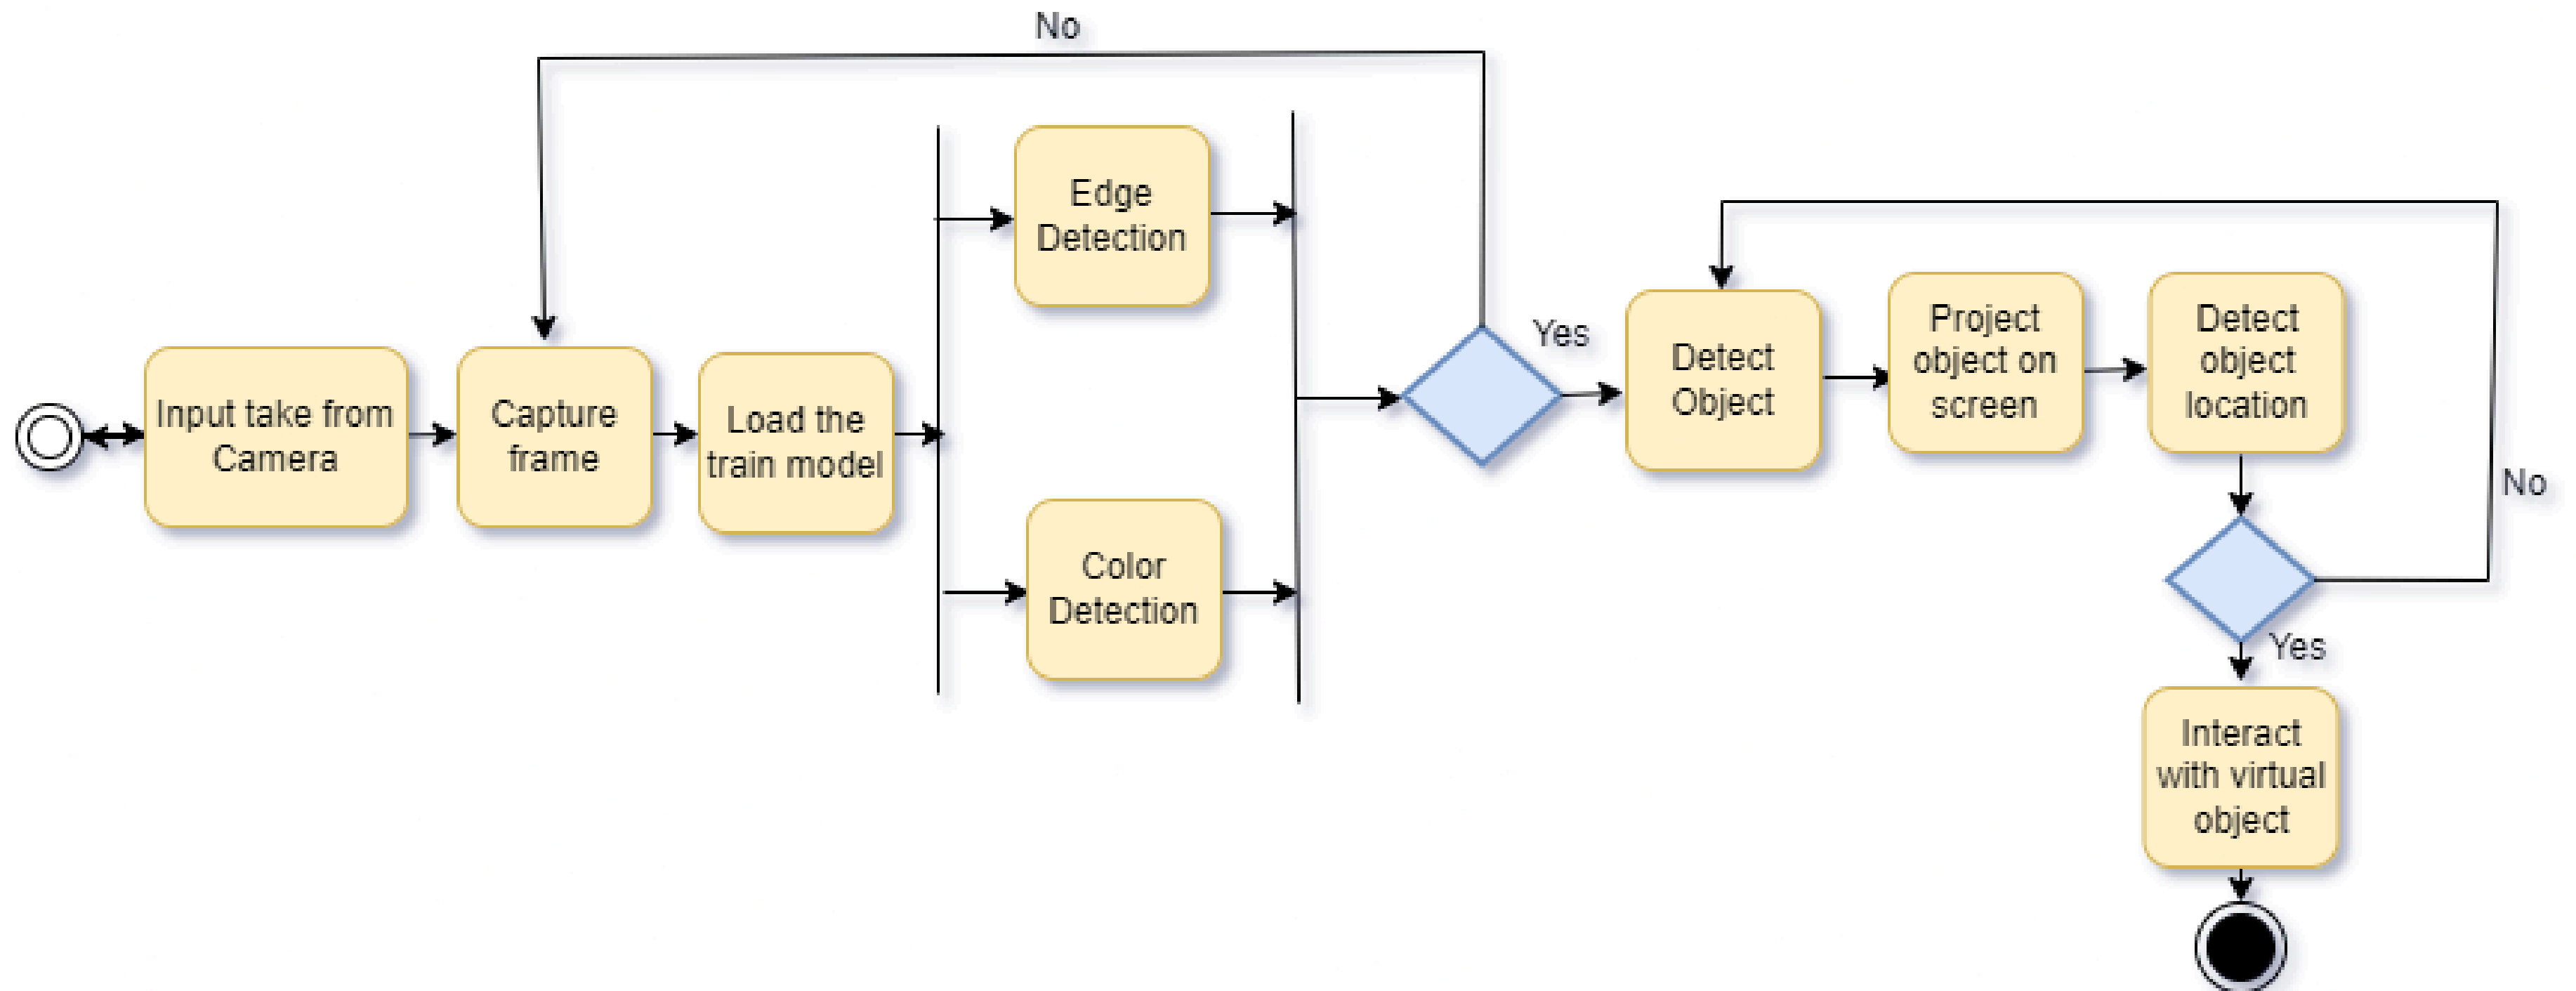 No
Edge
Detection
Input take from
Camera
Capture
frame
Load the
train model
Color
Detection
Yes
Detect
Object
Project
object on
screen
Detect
object
location
No
Yes
Interact
with virtual
object